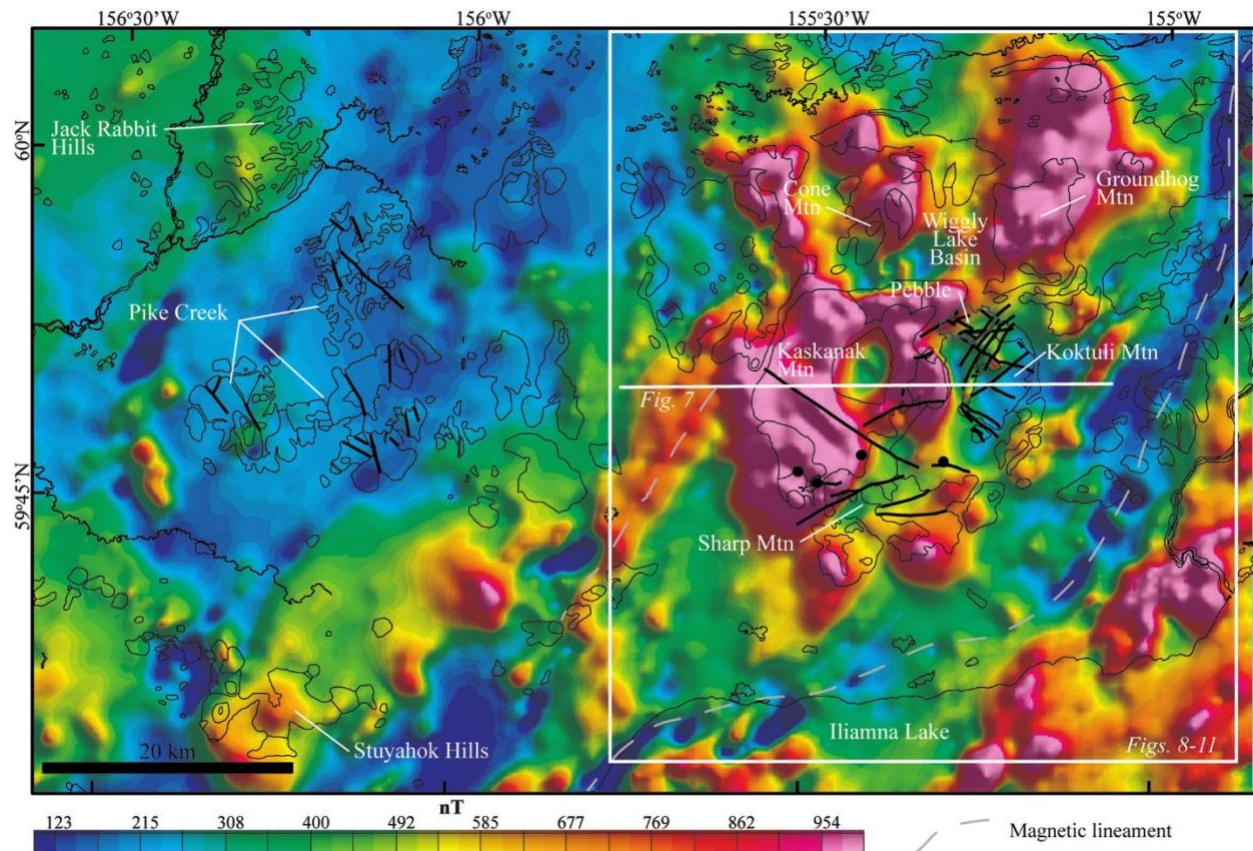 156°30'W
156°W
155°30'W
155°W
60°N
59°45'N
Jack Rabbit
Hills
Cone
Mtn
Groundhog
Mtn
Wiggly
Lake
Basin
Pebble
Pike Creek
Kaskanak
Mtn
Koktuli Mtn
Fig. 7
Sharp Mtn
Iliamna Lake
Stuyahok Hills
Figs. 8-11
20 km
nT
123 215 308 400 492 585 677 769 862 954
Magnetic lineament